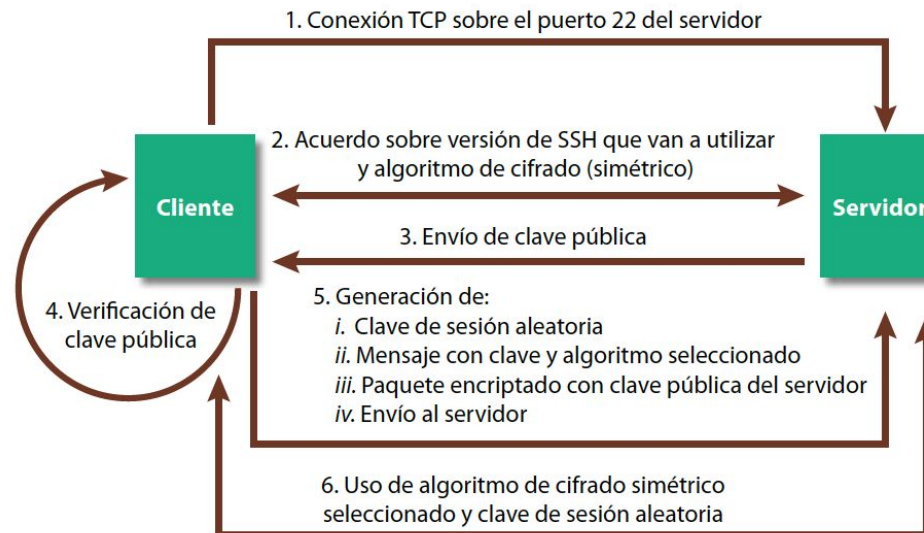 1. Conexión TCP sobre el puerto 22 del servidor
2. Acuerdo sobre versión de SSH que van a utilizar
y algoritmo de cifrado (simétrico)
Cliente
Servidor
3. Envío de clave pública
4. Verificación de
clave pública
5. Generación de:
i. Clave de sesión aleatoria
ii. Mensaje con clave y algoritmo seleccionado
iii. Paquete encriptado con clave pública del servidor
iv. Envío al servidor
6. Uso de algoritmo de cifrado simétrico
seleccionado y clave de sesión aleatoria